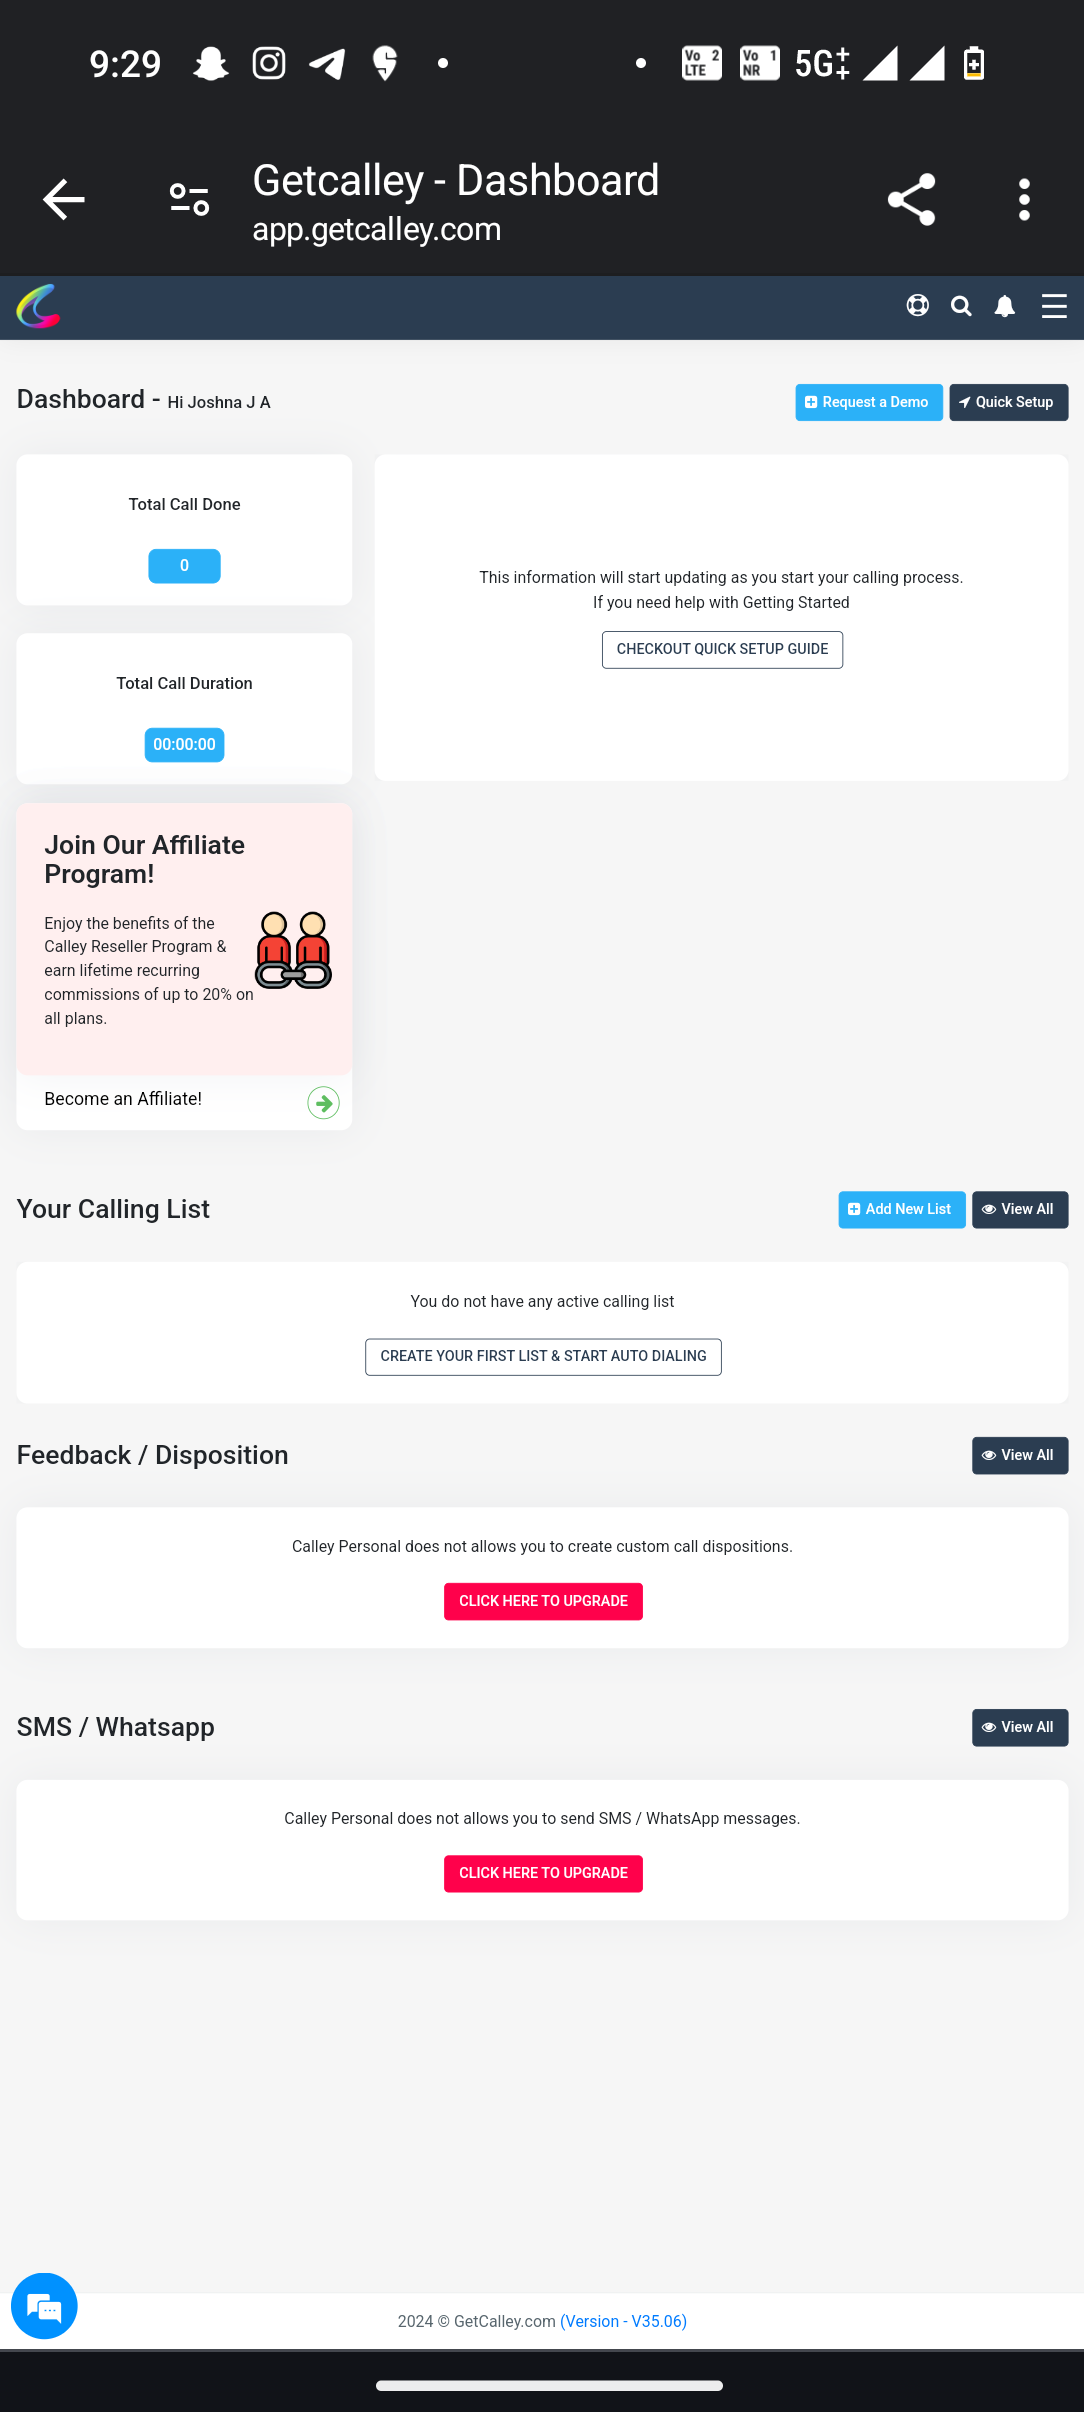 9:29
Vo 2
LTE
Vo 1
NR
5G
Getcalley - Dashboard
app.getcalley.com
Dashboard - Hi Joshna J A
Request a Demo
Quick Setup
Total Call Done
0
This information will start updating as you start your calling process.
If you need help with Getting Started
CHECKOUT QUICK SETUP GUIDE
Total Call Duration
00:00:00
Join Our Affiliate
Program!
Enjoy the benefits of the
Calley Reseller Program &
earn lifetime recurring
commissions of up to 20% on
all plans.
Become an Affiliate!
Your Calling List
Add New List
View All
You do not have any active calling list
CREATE YOUR FIRST LIST & START AUTO DIALING
Feedback / Disposition
View All
Calley Personal does not allows you to create custom call dispositions.
CLICK HERE TO UPGRADE
SMS / Whatsapp
View All
Calley Personal does not allows you to send SMS / WhatsApp messages.
CLICK HERE TO UPGRADE
2024 © GetCalley.com (Version - V35.06)